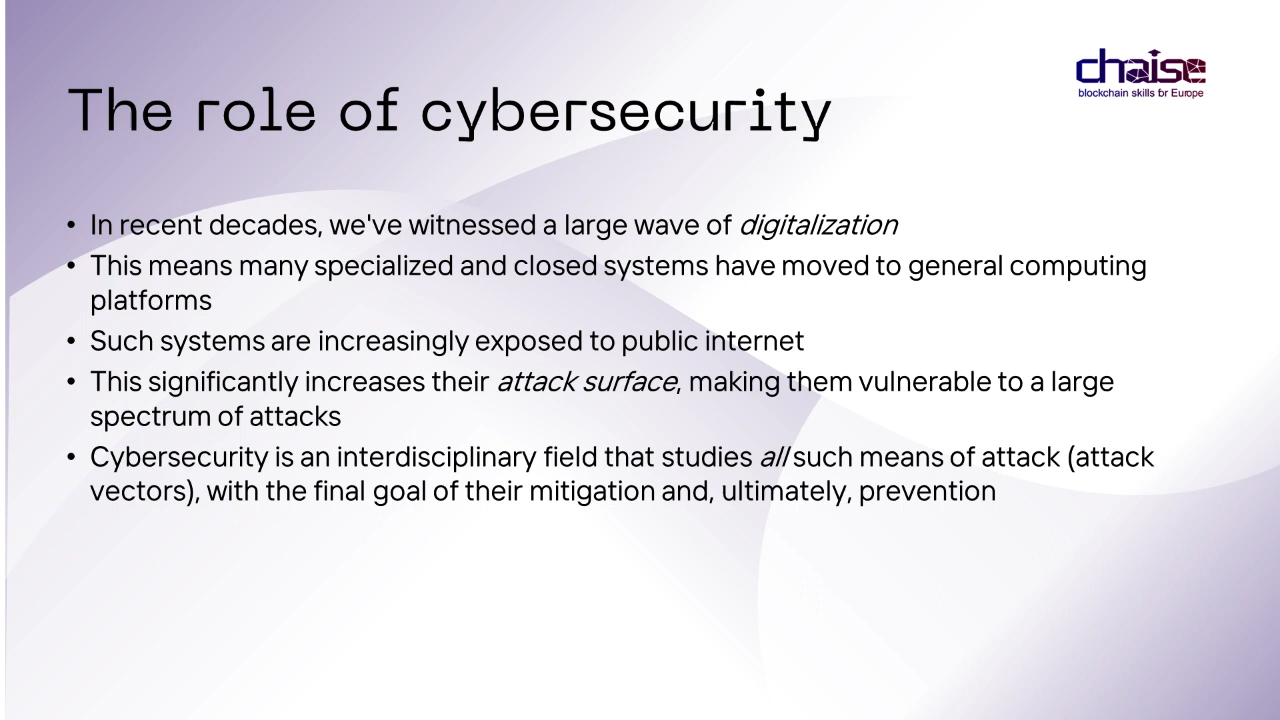 chaise
blockchain skills for Europe
The role of cybersecurity
• In recent decades, we've witnessed a large wave of digitalization
• This means many specialized and closed systems have moved to general computing
platforms
• Such systems are increasingly exposed to public internet
• This significantly increases their attack surface, making them vulnerable to a large
spectrum of attacks
• Cybersecurity is an interdisciplinary field that studies all such means of attack (attack
vectors), with the final goal of their mitigation and, ultimately, prevention